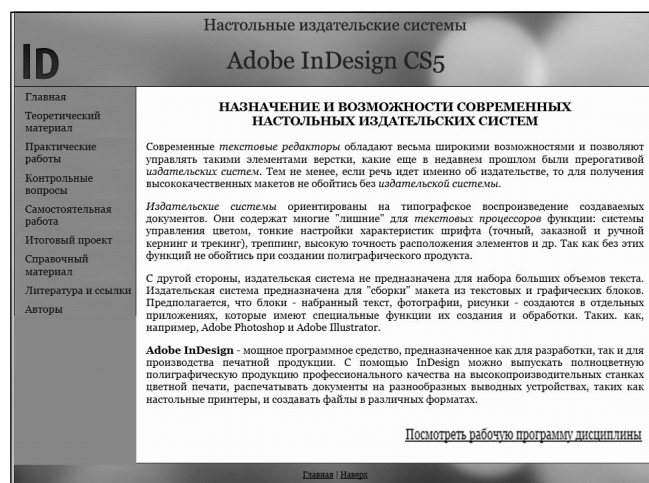 Настольные издательские системы
ID
Adobe InDesign CS5
Главная
Теоретический
материал
Практические
работы
Контрольные
вопросы
Самостоятельная
работа
Итоговый проект
Справочный
материал
Литература и ссылки
Авторы
НАЗНАЧЕНИЕ И ВОЗМОЖНОСТИ СОВРЕМЕННЫХ
НАСТОЛЬНЫХ ИЗДАТЕЛЬСКИХ СИСТЕМ
Современные текстовые редакторы обладают весьма широкими возможностями и позволяют
управлять такими элементами верстки, какие еще в недавнем прошлом были прерогативой
издательских систем. Тем не менее, если речь идет именно об издательстве, то для получения
высококачественных макетов не обойтись без издательской системы.
Издательские системы ориентированы на типографское воспроизведение создаваемых
документов. Они содержат многие "лишние" для текстовых процессоров функции: системы
управления цветом, тонкие настройки характеристик шрифта (точный, заказной и ручной
кернинг и трекинг), треппинг, высокую точность расположения элементов и др. Так как без этих
функций не обойтись при создании полиграфического продукта.
С другой стороны, издательская система не предназначена для набора больших объемов текста.
Издательская система предназначена для "сборки" макета из текстовых и графических блоков.
Предполагается, что блоки - набранный текст, фотографии, рисунки - создаются в отдельных
приложениях, которые имеют специальные функции их создания и обработки. Таких. как,
например, Adobe Photoshop и Adobe Illustrator.
Adobe InDesign - мощное программное средство, предназначенное как для разработки, так и для
производства печатной продукции. С помощью InDesign можно выпускать полноцветную
полиграфическую продукцию профессионального качества на высокопроизводительных станках
цветной печати, распечатывать документы на разнообразных выводных устройствах, таких как
настольные принтеры, и создавать файлы в различных форматах.
Посмотреть рабочую программу дисциплины
Главная | Наверх